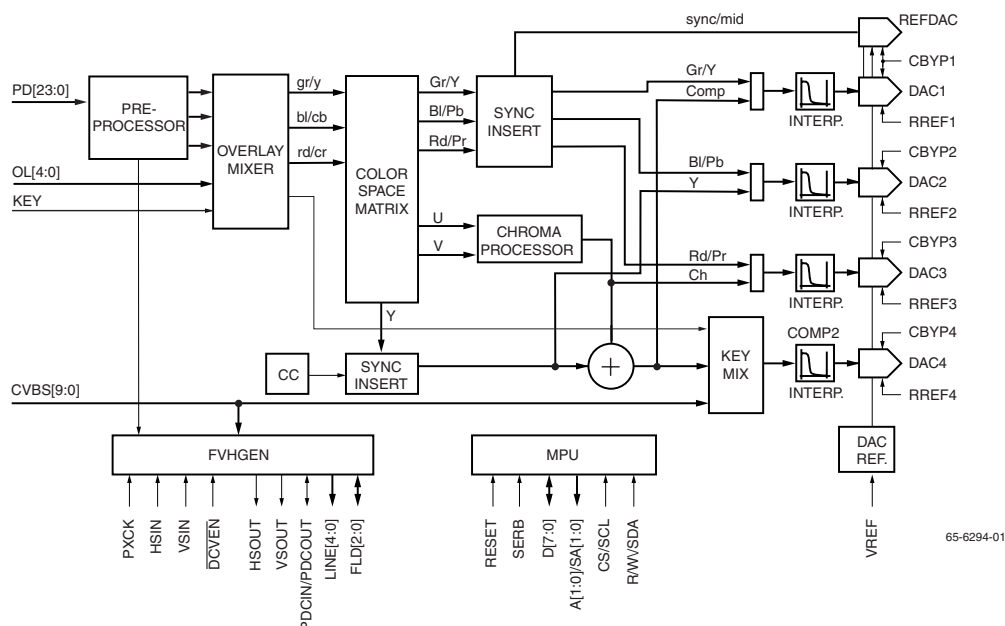 sync/mid
REFDAC
CBYP1
PD[23:0]
PRE-
PROCESSOR
gr/y
bl/cb
rd/cr
OVERLAY
MIXER
COLOR
SPACE
MATRIX
Gr/Y
Bl/Pb
Rd/Pr
SYNC
INSERT
Gr/Y
Comp
INTERP.
DAC1
RREF1
OL[4:0]
KEY
Bl/Pb
Y
INTERP.
CBYP2
DAC2
RREF2
U
V
CHROMA
PROCESSOR
Rd/Pr
Ch
INTERP.
CBYP3
DAC3
RREF3
Y
CC
SYNC
INSERT
+
KEY
MIX
COMP2
INTERP.
CBYP4
DAC4
RREF4
CVBS[9:0]
FVHGEN
MPU
DAC
REF.
PXCK
HSIN
VSIN
DCVEN
HSOUT
VSOUT
PDCIN/PDCOUT
LINE[4:0]
FLD[2:0]
RESET
SERB
D[7:0]
A[1:0]/SA[1:0]
CS/SCL
R/W\/SDA
VREF
65-6294-01